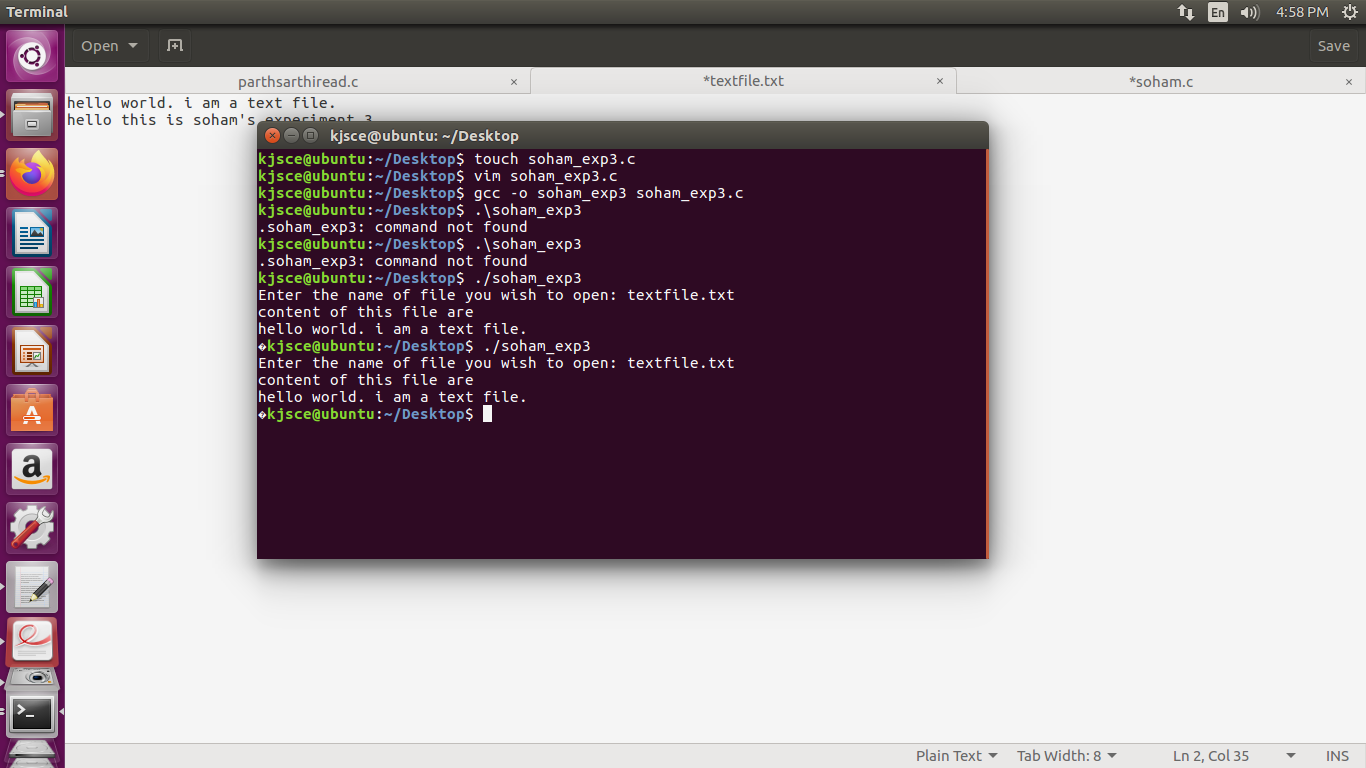 Terminal
En
4:58 PM
Open
Save
parthsarthiread.c
*textfile.txt
*soham.c
hello world. i am a text file.
hello this is soham's experiment 3
kjsce@ubuntu: ~/Desktop
kjsce@ubuntu:~/Desktop$ touch soham_exp3.c
kjsce@ubuntu:~/Desktop$ vim soham_exp3.c
kjsce@ubuntu:~/Desktop$ gcc -o soham_exp3 soham_exp3.c
kjsce@ubuntu:~/Desktop$ .\soham_exp3
.soham_exp3: command not found
kjsce@ubuntu:~/Desktop$ .\soham_exp3
.soham_exp3: command not found
kjsce@ubuntu:~/Desktop$ ./soham_exp3
Enter the name of file you wish to open: textfile.txt
content of this file are
hello world. i am a text file.
�kjsce@ubuntu:~/Desktop$ ./soham_exp3
Enter the name of file you wish to open: textfile.txt
content of this file are
hello world. i am a text file.
�kjsce@ubuntu:~/Desktop$
Plain Text
Tab Width: 8
Ln 2, Col 35
INS